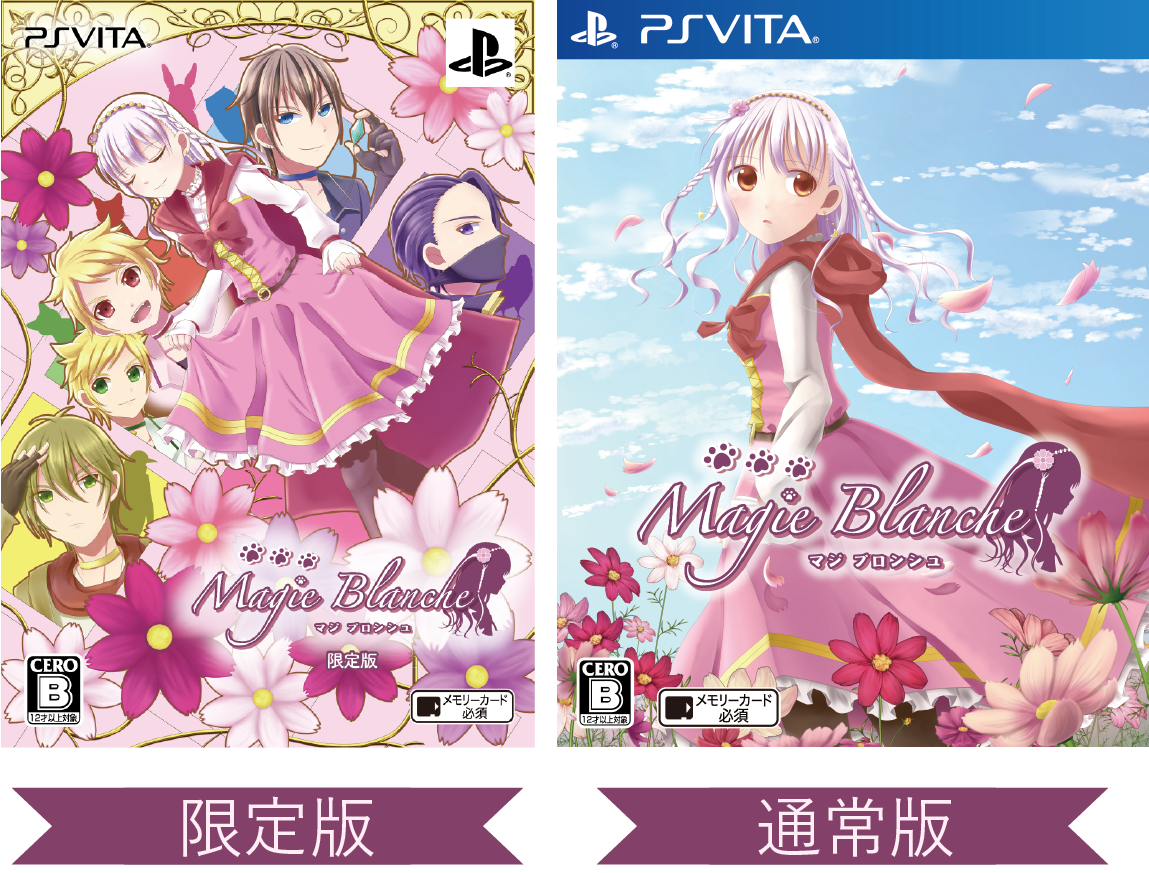 PSVITA®
Magie Blanche
マジ ブロンシュ
限定版
CERO
B
12才以上対象
メモリーカード
必須
限定版
PSVITA®
Magie Blanche
マジ ブロンシュ
CERO
B
12才以上対象
メモリーカード
必須
通常版